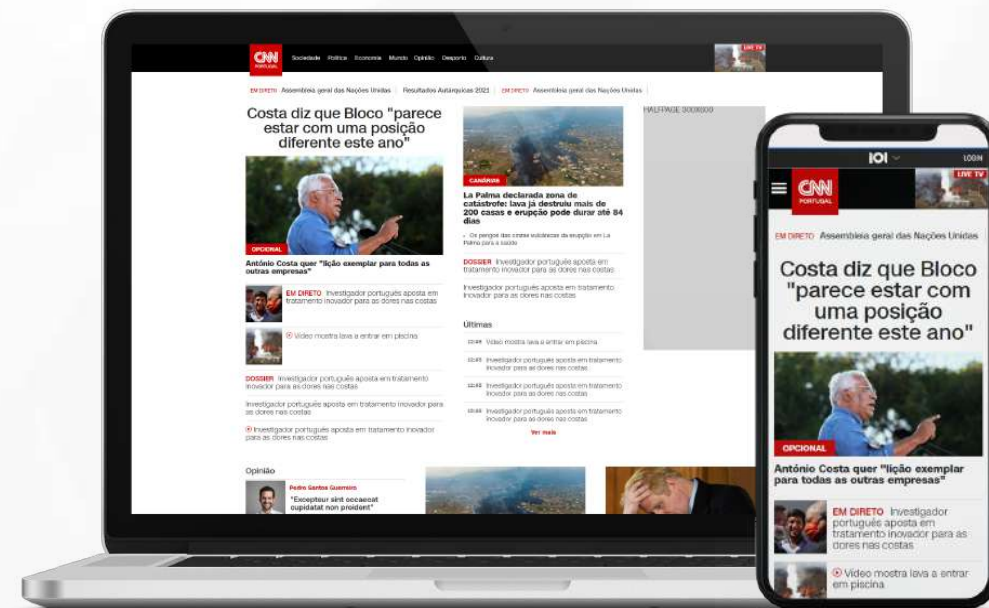 CNN
PORTUGAL
Sociedade Política Economia Mundo Opinião Desporto Cultura
LIVE TV
EM DIRETO Assembleia geral das Nações Unidas | Resultados Autárquicas 2021 | EM DIRETO Assembleia geral das Nações Unidas |
Costa diz que Bloco "parece
estar com uma posição
diferente este ano"
OPCIONAL
António Costa quer "lição exemplar para todas as
outras empresas"
EM DIRETO Investigador português aposta em
tratamento inovador para as dores nas costas
Vídeo mostra lava a entrar em piscina
DOSSIER Investigador português aposta em tratamento
inovador para as dores nas costas
Investigador português aposta em tratamento inovador para
as dores nas costas
Investigador português aposta em tratamento inovador
para as dores nas costas
CANÁRIAS
La Palma declarada zona de
catástrofe: lava já destruiu mais de
200 casas e erupção pode durar até 84
dias
Os perigos das cinzas vulcânicas da erupção em La
Palma para a saúde
DOSSIER Investigador português aposta em
tratamento inovador para as dores nas costas
Investigador português aposta em tratamento
inovador para as dores nas costas
Últimas
Vídeo mostra lava a entrar em piscina
Investigador português aposta em tratamento
inovador para as dores nas costas
Investigador português aposta em tratamento
inovador para as dores nas costas
Investigador português aposta em tratamento
inovador para as dores nas costas
Ver mais
HALFPAGE 300X600
Opinião
Pedro Santos Guerreiro
"Excepteur sint occaecat
cupidatat non proident"
IOI
LOGIN
CNN
PORTUGAL
LIVE TV
EM DIRETO Assembleia geral das Nações Unidas
Costa diz que Bloco
"parece estar com
uma posição
diferente este ano"
OPCIONAL
António Costa quer "lição exemplar
para todas as outras empresas"
EM DIRETO Investigador
português aposta em
tratamento inovador para as
dores nas costas
Vídeo mostra lava a entrar
em piscina